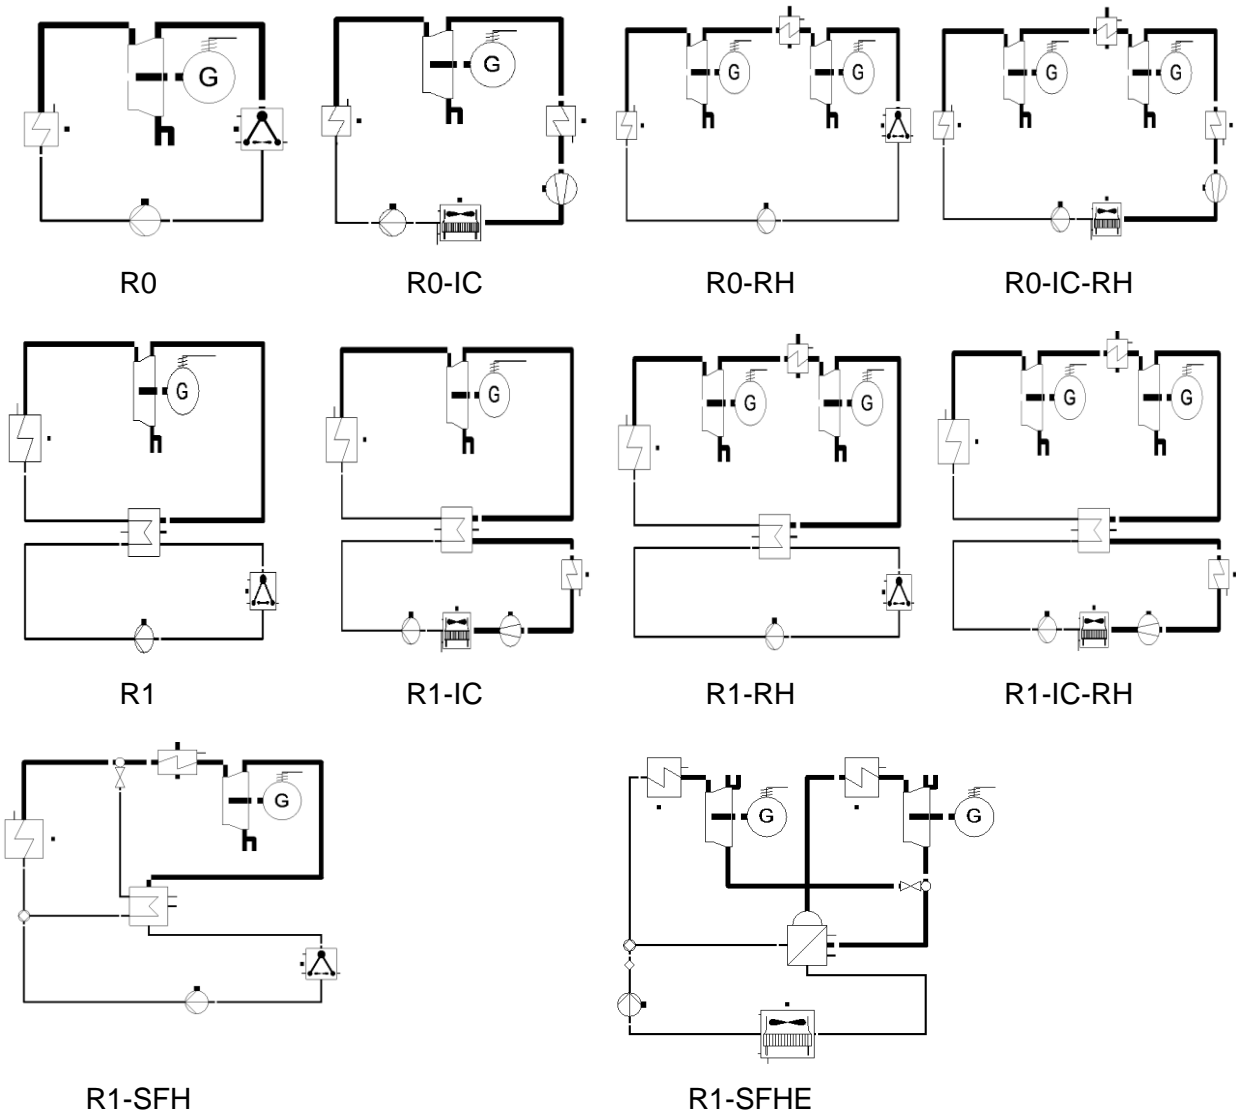 G G G G G G
R0 R0-IC R0-RH R0-IC-RH
G G G G G G
R1 R1-IC R1-RH R1-IC-RH
G G G
R1-SFH R1-SFHE